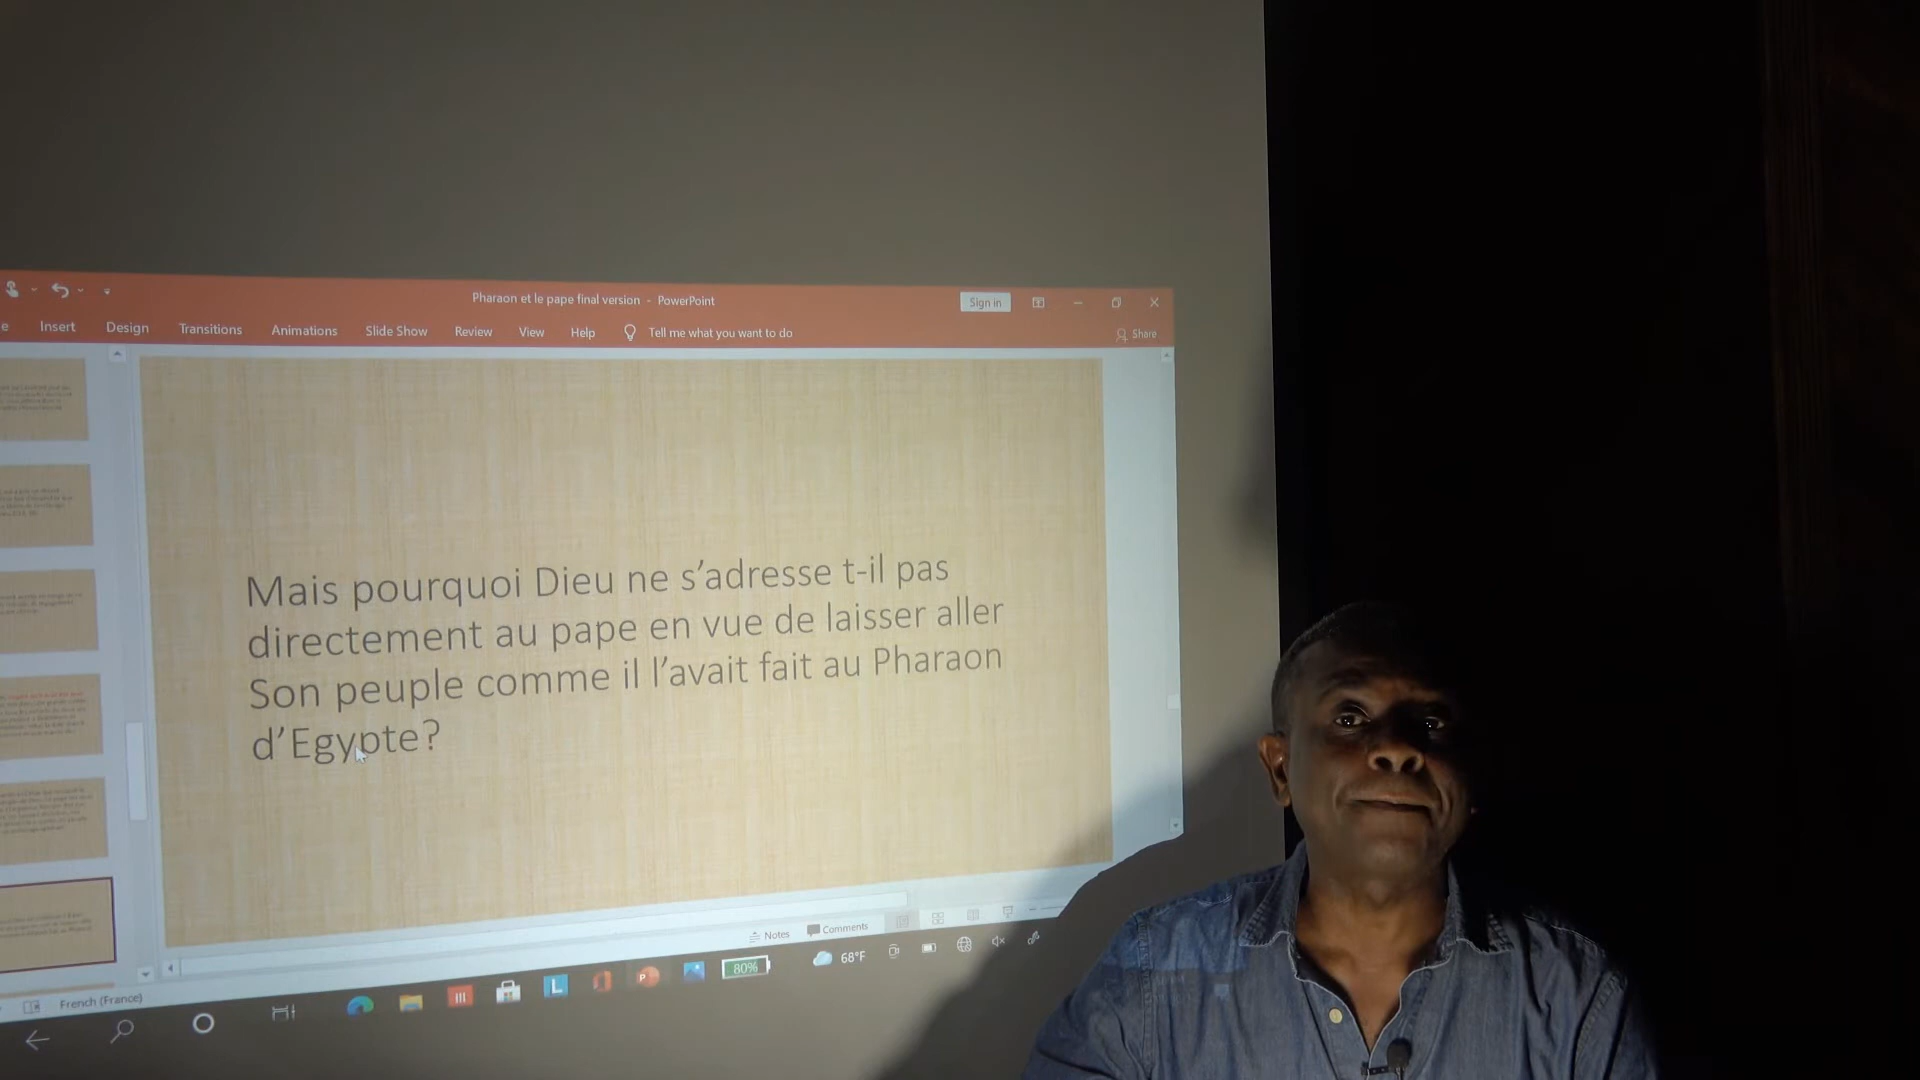 Pharaon et le pape final version - PowerPoint
Sign in
Insert Design Transitions Animations Slide Show Review View Help Tell me what you want to do
Share
Mais pourquoi Dieu ne s'adresse t-il pas
directement au pape en vue de laisser aller
Son peuple comme il l'avait fait au Pharaon
d'Egypte?
Notes Comments
French (France)
80% 68°F